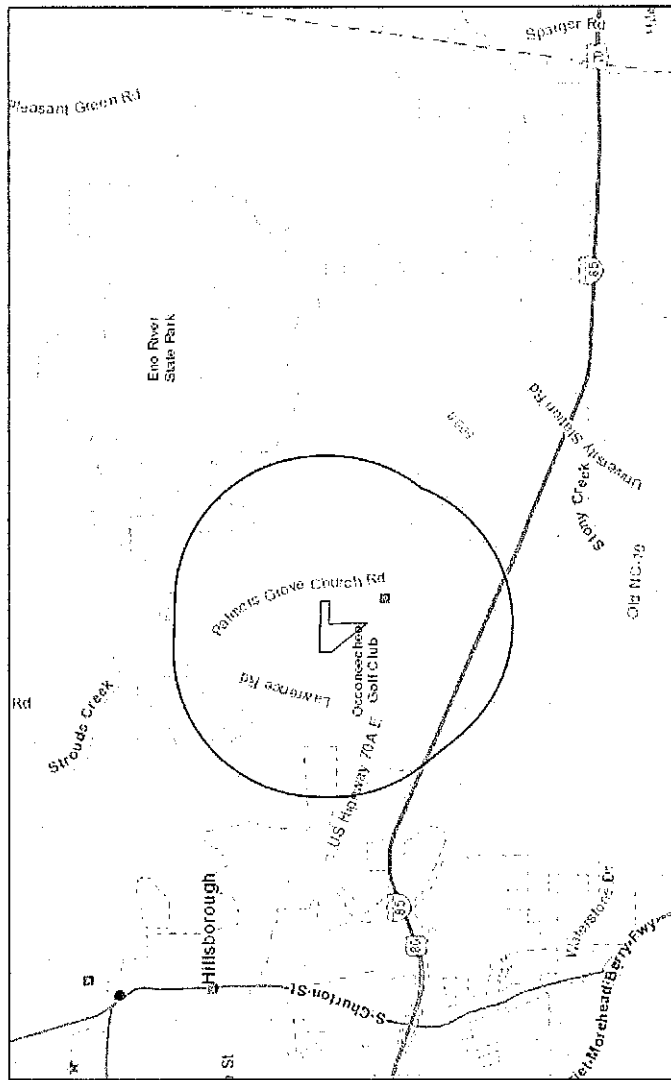 Sparger Rd
70
Pleasant Green Rd
85
Eno River
State Park
University Station Rd
Stony Creek
Old NC-10
Palmers Grove Church Rd
Occoneechee
Golf Club
Lawrence Rd
US Highway 70A E
Rd
Strouds Creek
Hillsborough
85
S Churton St
Waterstone Dr
Morehead-Berry-Fwy
St